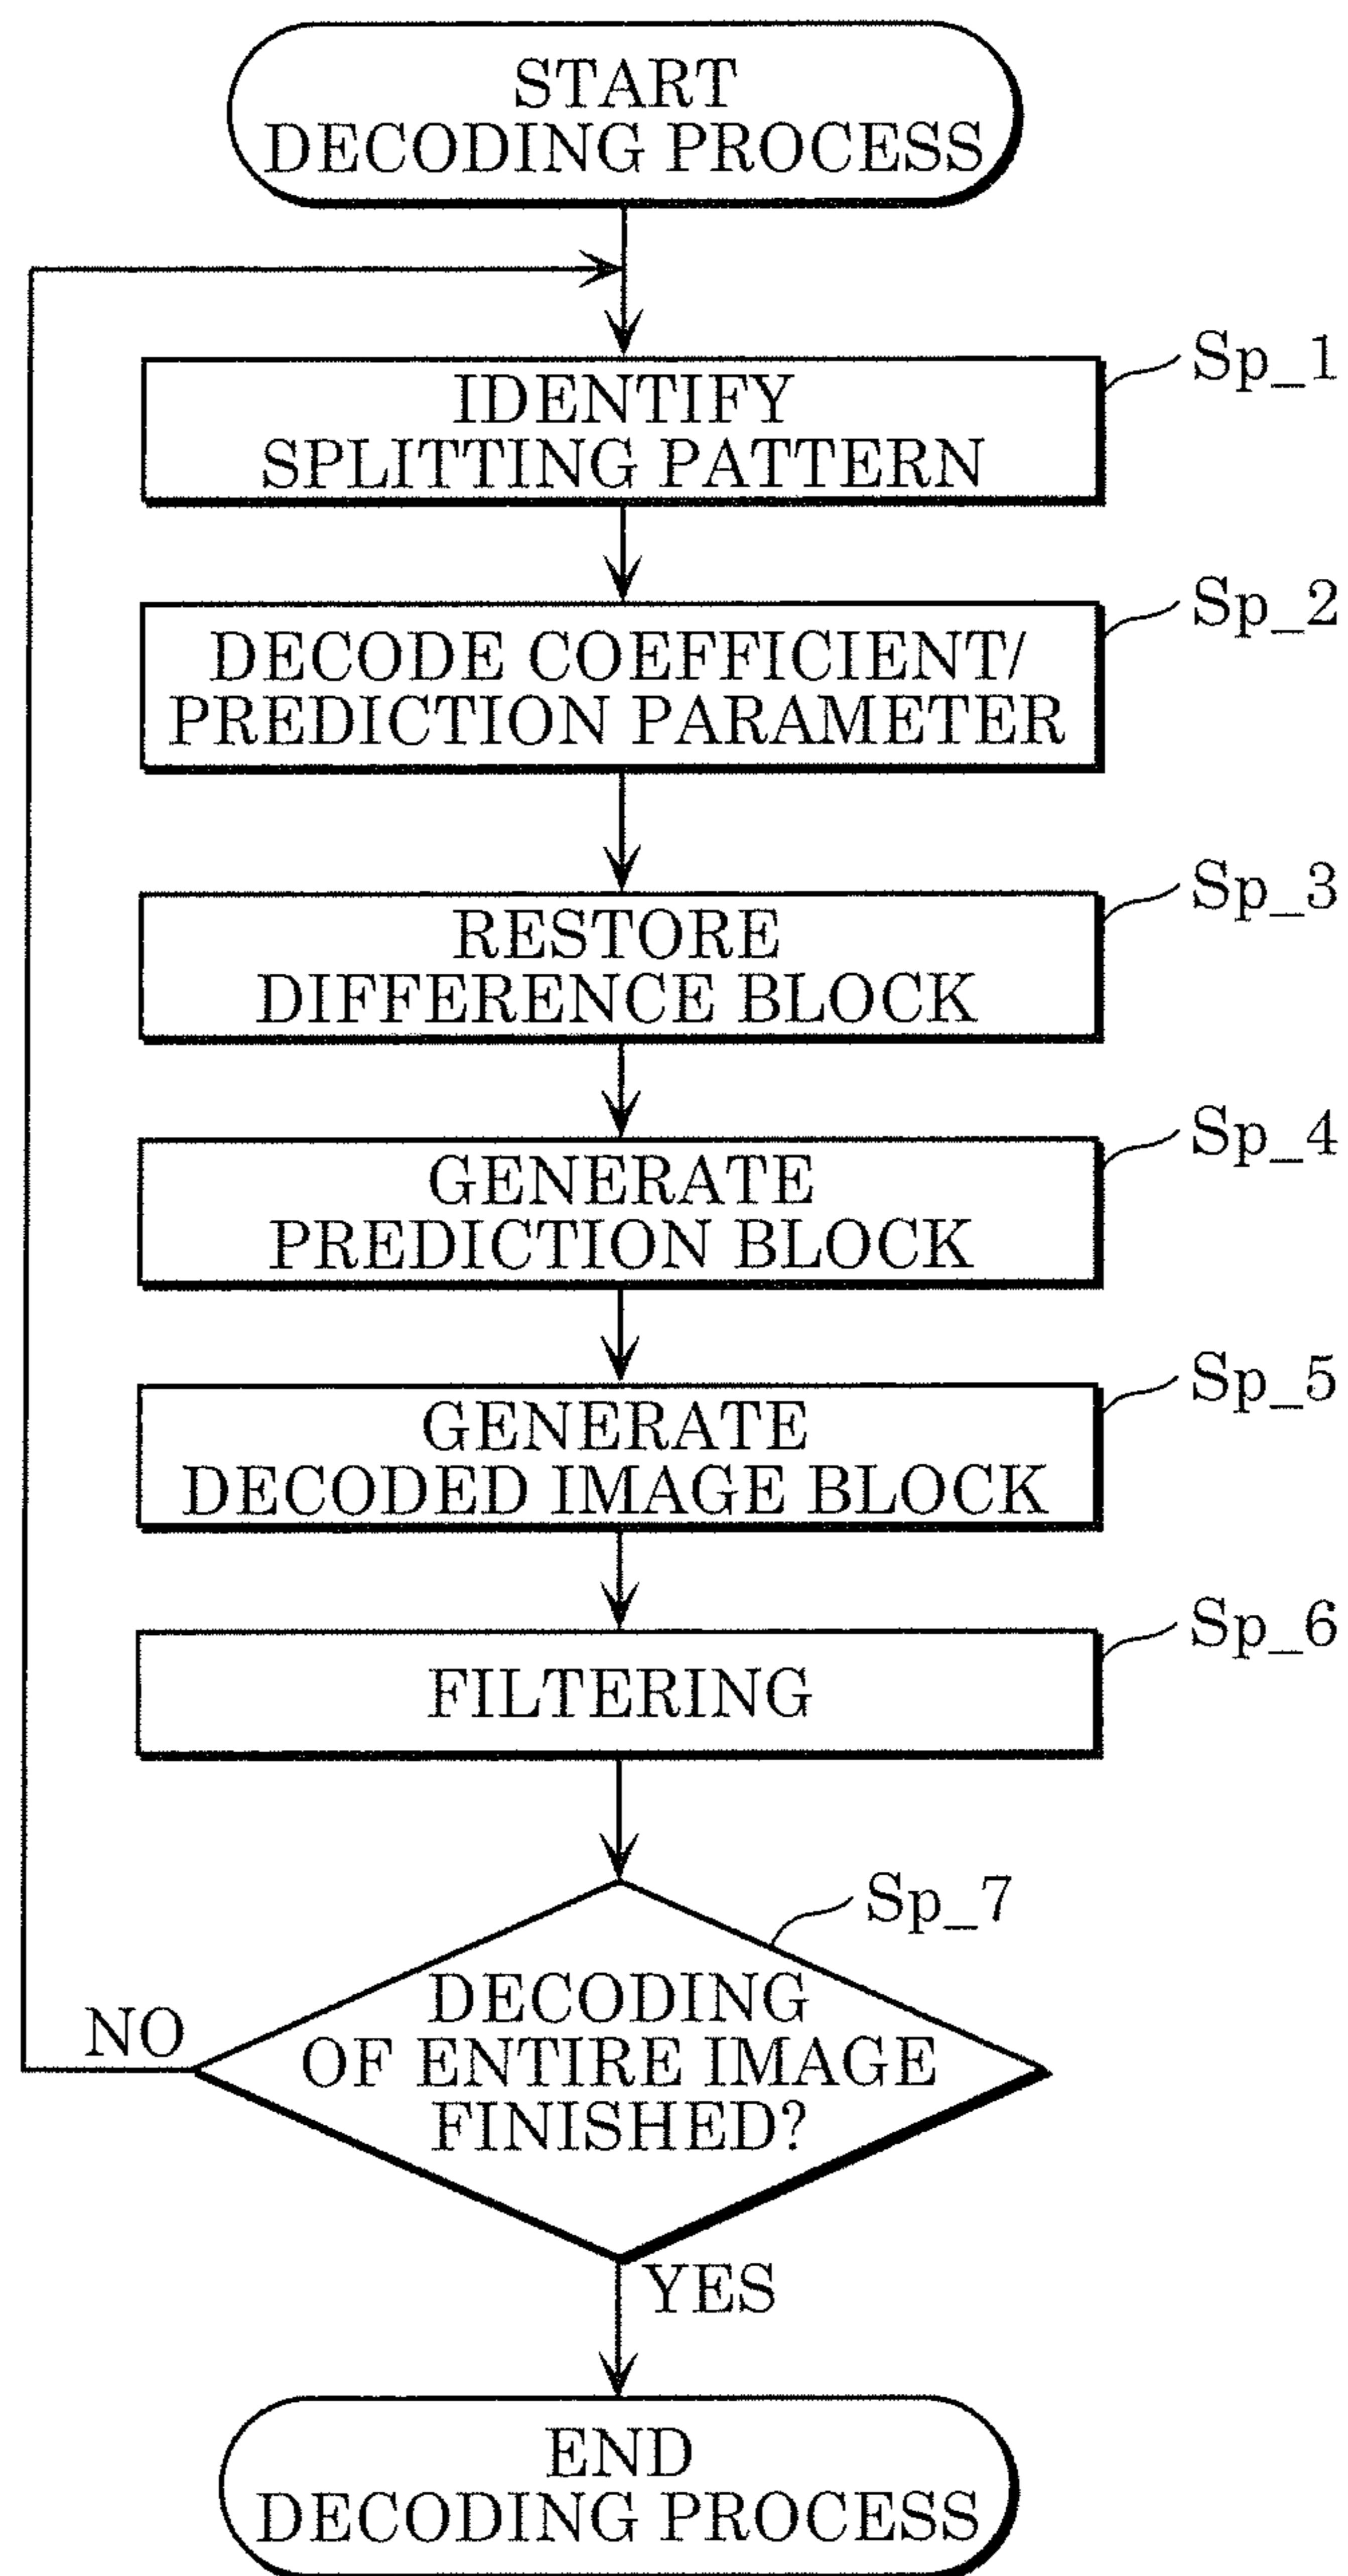 START
DECODING PROCESS
Sp_1
IDENTIFY
SPLITTING PATTERN
Sp_2
DECODE COEFFICIENT/
PREDICTION PARAMETER
Sp_3
RESTORE
DIFFERENCE BLOCK
Sp_4
GENERATE
PREDICTION BLOCK
Sp_5
GENERATE
DECODED IMAGE BLOCK
Sp_6
FILTERING
Sp_7
DECODING
OF ENTIRE IMAGE
FINISHED?
NO
YES
END
DECODING PROCESS